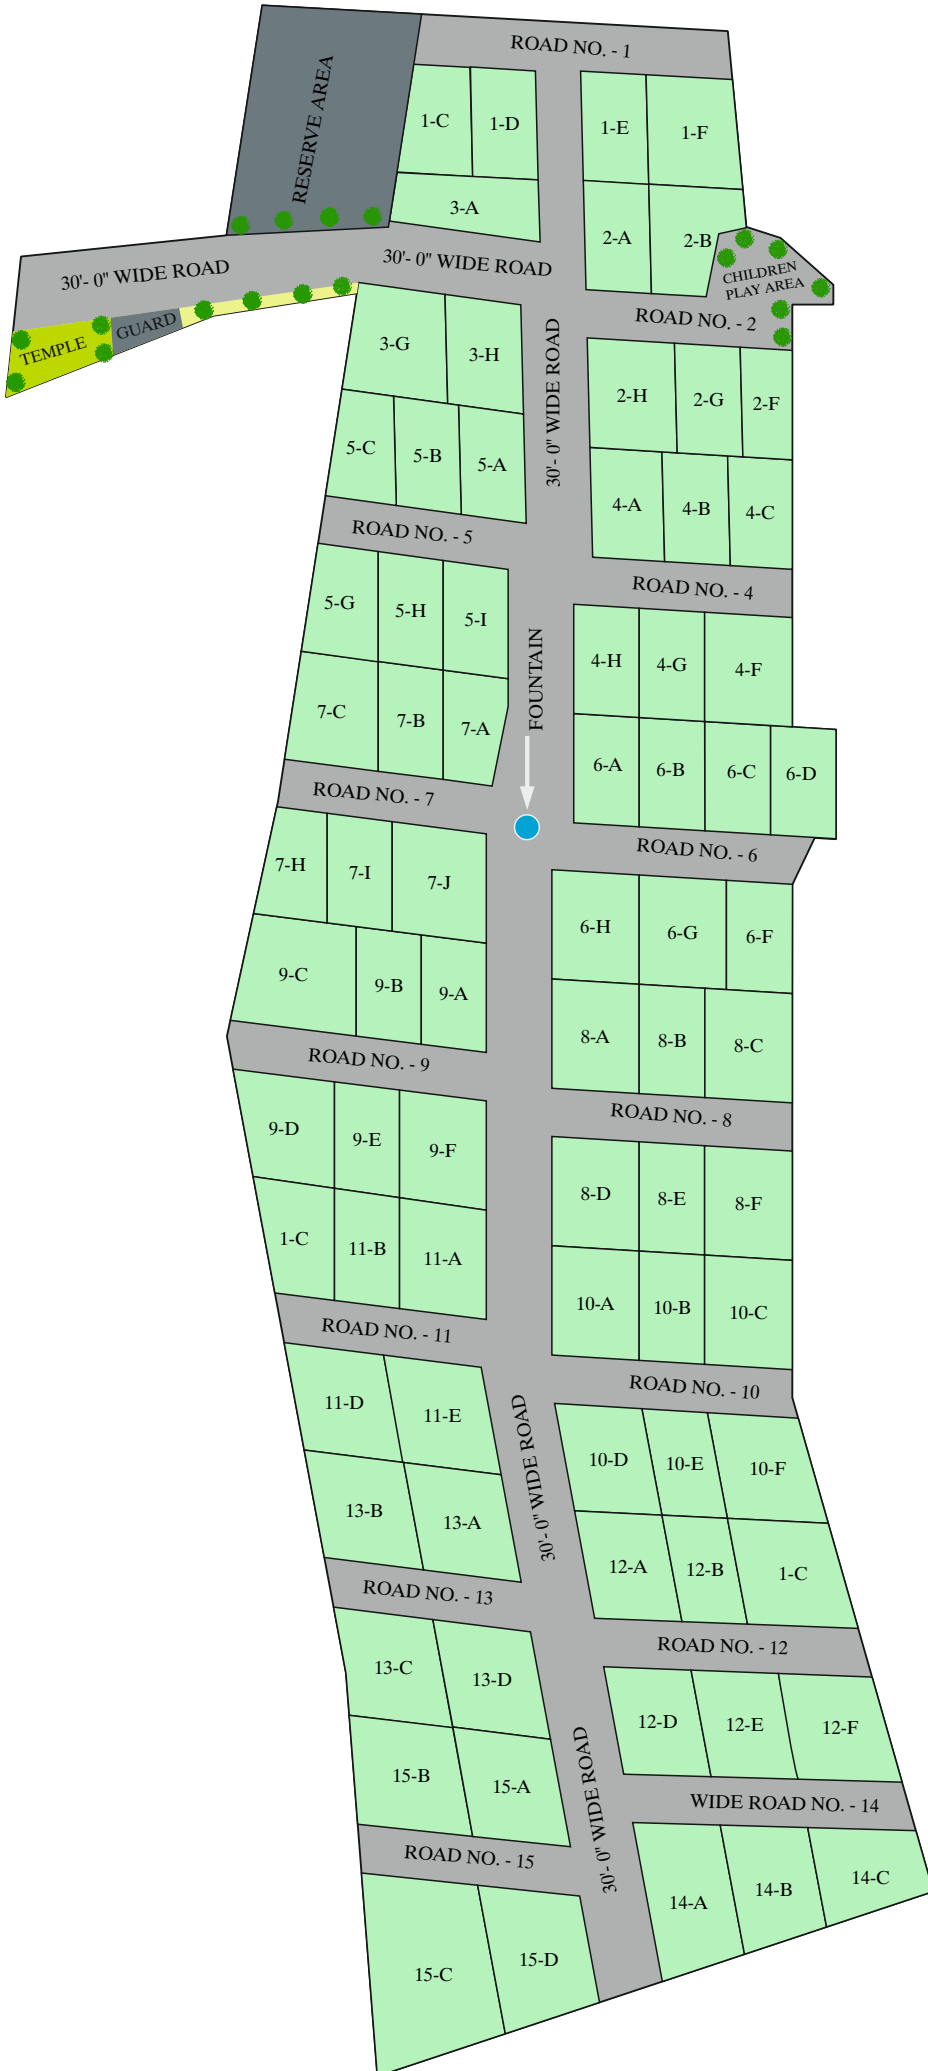 ROAD NO. - 1
RESERVE AREA
1-C
1-D
1-E
1-F
3-A
2-A
2-B
CHILDREN
PLAY AREA
30'- 0" WIDE ROAD
30'- 0" WIDE ROAD
TEMPLE
GUARD
ROAD NO. - 2
3-G
3-H
30'- 0" WIDE ROAD
2-H
2-G
2-F
5-C
5-B
5-A
4-A
4-B
4-C
ROAD NO. - 5
ROAD NO. - 4
5-G
5-H
5-I
FOUNTAIN
4-H
4-G
4-F
7-C
7-B
7-A
6-A
6-B
6-C
6-D
ROAD NO. - 7
ROAD NO. - 6
7-H
7-I
7-J
6-H
6-G
6-F
9-C
9-B
9-A
8-A
8-B
8-C
ROAD NO. - 9
ROAD NO. - 8
9-D
9-E
9-F
8-D
8-E
8-F
1-C
11-B
11-A
10-A
10-B
10-C
ROAD NO. - 11
ROAD NO. - 10
11-D
11-E
30'- 0" WIDE ROAD
10-D
10-E
10-F
13-B
13-A
12-A
12-B
1-C
ROAD NO. - 13
ROAD NO. - 12
13-C
13-D
12-D
12-E
12-F
15-B
15-A
30'- 0" WIDE ROAD
WIDE ROAD NO. - 14
ROAD NO. - 15
14-A
14-B
14-C
15-C
15-D